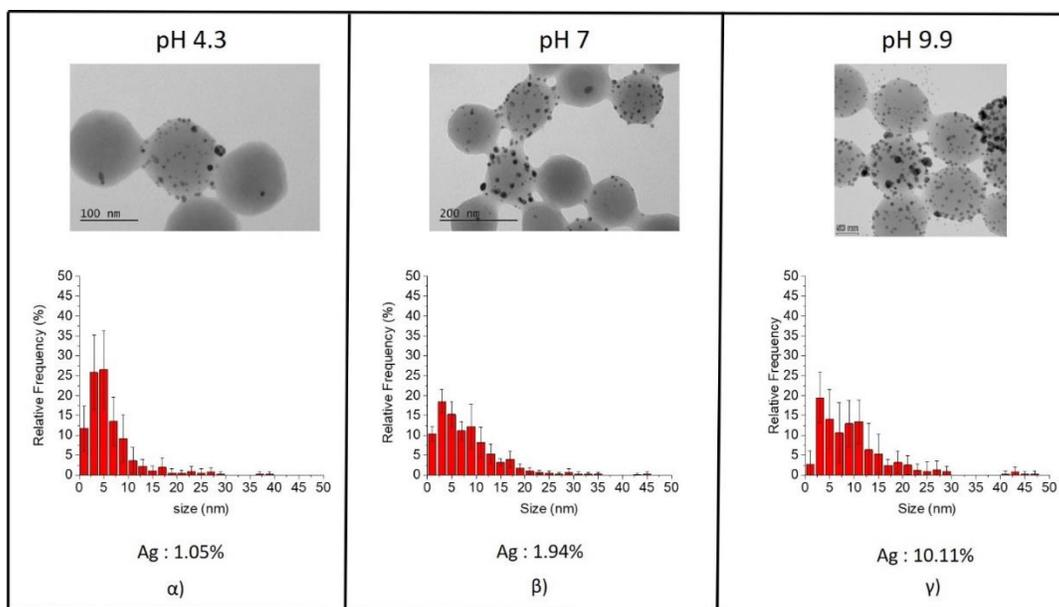 pH 4.3
100 nm
50
45
40
35
30
25
20
15
10
5
0
Relative Frequency (%)
0 5 10 15 20 25 30 35 40 45 50
size (nm)
Ag : 1.05%
α)
pH 7
200 nm
50
45
40
35
30
25
20
15
10
5
0
Relative Frequency (%)
0 5 10 15 20 25 30 35 40 45 50
Size (nm)
Ag : 1.94%
β)
pH 9.9
nm
50
45
40
35
30
25
20
15
10
5
0
Relative Frequency
0 5 10 15 20 25 30 35 40 45 50
Size (nm)
Ag : 10.11%
γ)